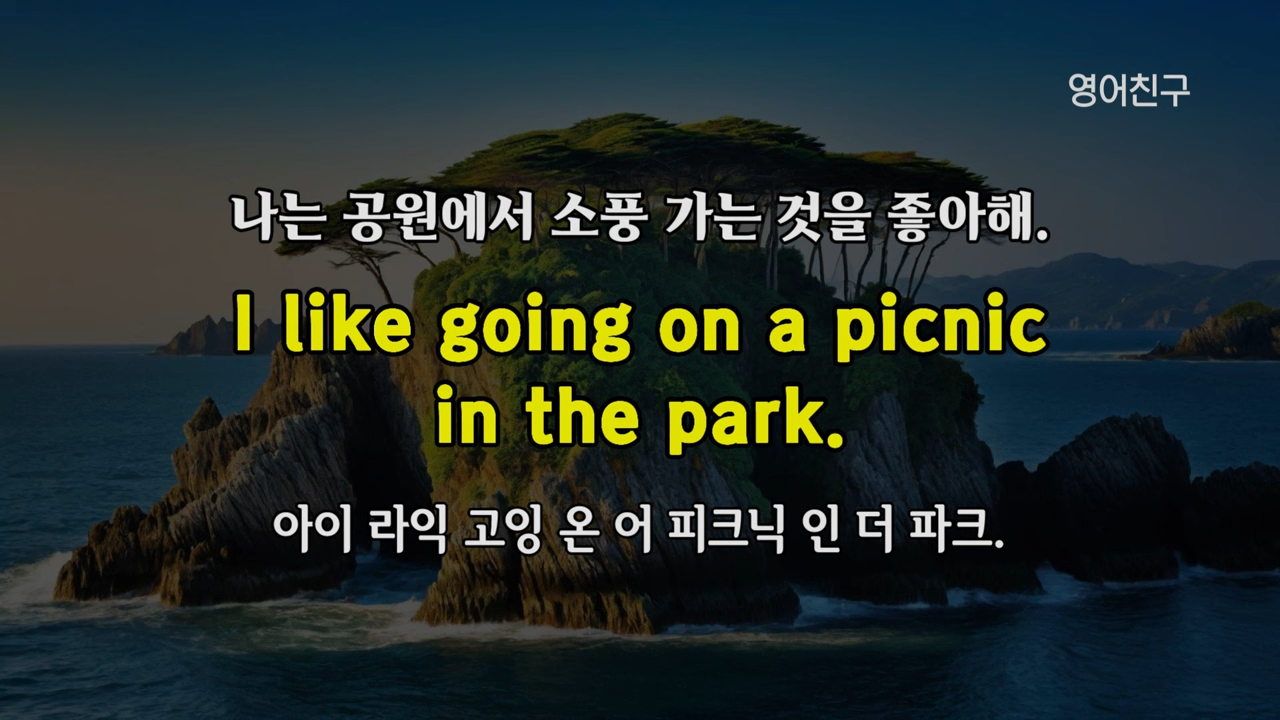 영어친구
나는 공원에서 소풍 가는 것을 좋아해.
I like going on a picnic
in the park.
아이 라익 고잉 온 어 피크닉 인 더 파크.